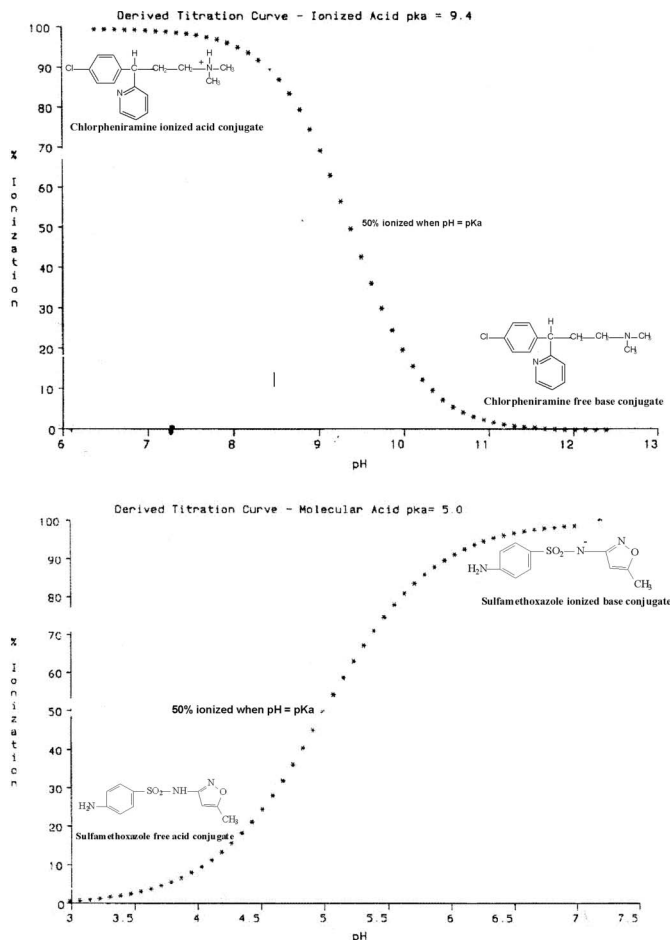 Derived Titration Curve - Ionized Acid pka = 9.4
100
90
80
70
60
50
40
30
20
10
0
% Ionization
H
H
Cl
CH
CH
N
+
CH3
CH3
N
Chlorpheniramine ionized acid conjugate
50% ionized when pH = pKa
H
Cl
CH
CH
N
CH3
CH3
N
Chlorpheniramine free base conjugate
6 7 8 9 10 11 12 13
pH
Derived Titration Curve - Molecular Acid pka= 5.0
100
90
80
70
60
50
40
30
20
10
0
% Ionization
H2N
SO2
N
-
N
O
CH3
Sulfamethoxazole ionized base conjugate
50% ionized when pH = pKa
H2N
SO2
NH
N
O
CH3
Sulfamethoxazole free acid conjugate
3 3.5 4 4.5 5 5.5 6 6.5 7 7.5
pH